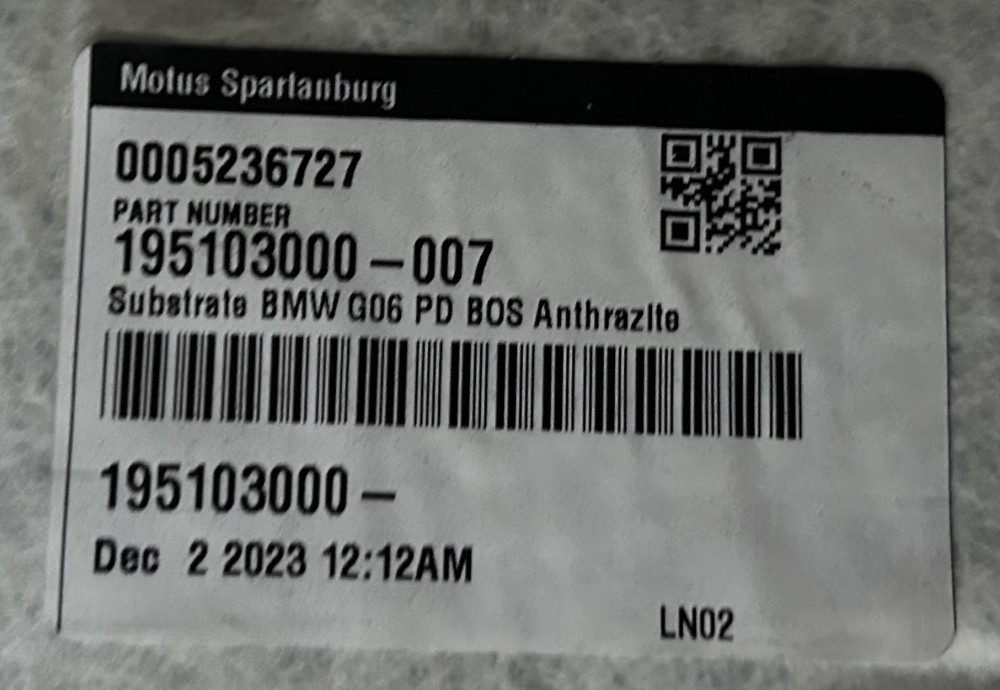 Motus Spartanburg
0005236727
PART NUMBER
195103000-007
Substrate BMW G06 PD BOS Anthrazite
195103000-
Dec 2 2023 12:12AM
LN02